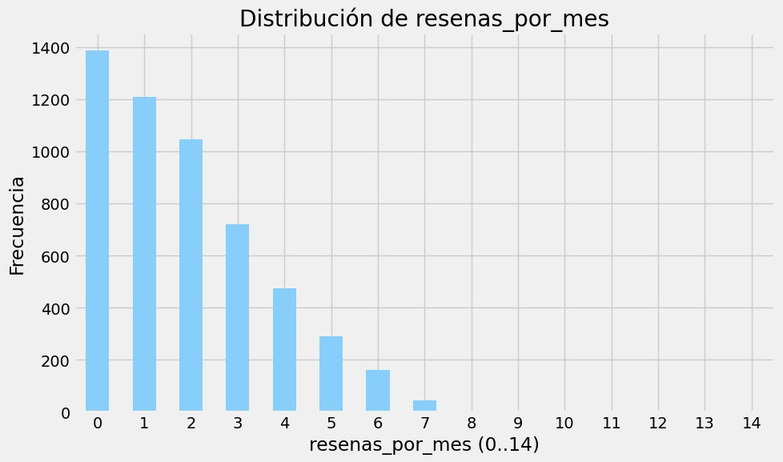 Distribución de resenas_por_mes
Frecuencia
1400
1200
1000
800
600
400
200
0
0 1 2 3 4 5 6 7 8 9 10 11 12 13 14
resenas_por_mes (0..14)